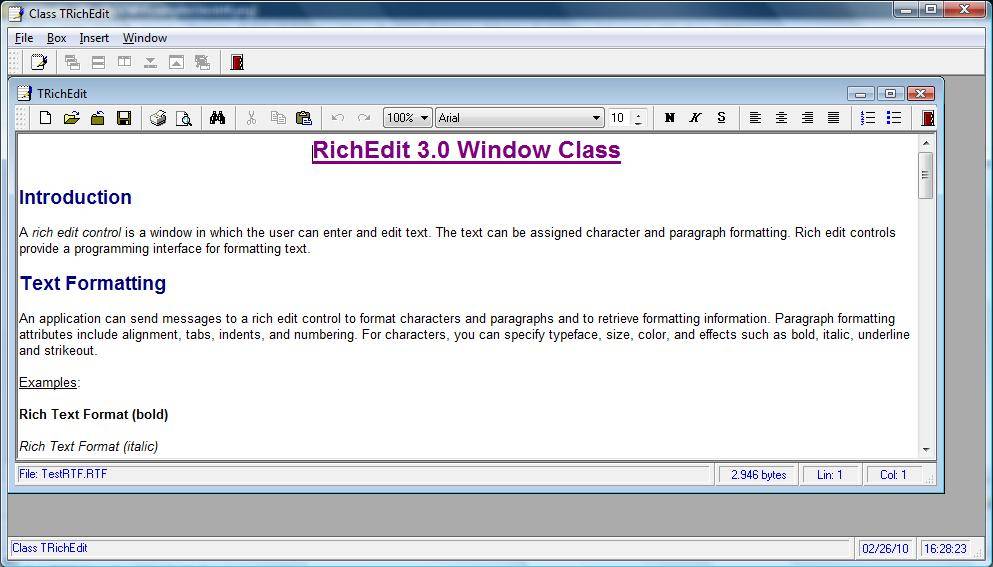 Class TRichEdit
File Box Insert Window
TRichEdit
100% Arial 10 N K S
RichEdit 3.0 Window Class
Introduction
A rich edit control is a window in which the user can enter and edit text. The text can be assigned character and paragraph formatting. Rich edit controls
provide a programming interface for formatting text.
Text Formatting
An application can send messages to a rich edit control to format characters and paragraphs and to retrieve formatting information. Paragraph formatting
attributes include alignment, tabs, indents, and numbering. For characters, you can specify typeface, size, color, and effects such as bold, italic, underline
and strikeout.
Examples:
Rich Text Format (bold)
Rich Text Format (italic)
File: TestRTF.RTF 2.946 bytes Lin: 1 Col: 1
Class TRichEdit 02/26/10 16:28:23